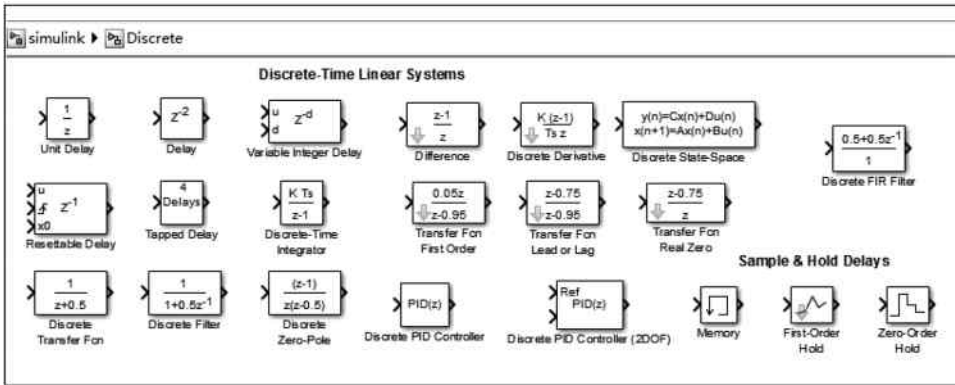 simulink Discrete
Discrete-Time Linear Systems
1
z
Unit Delay
z-2
Delay
u
d
z-d
Variable Integer Delay
z-1
z
Difference
K (z-1)
Ts z
Discrete Derivative
y(n)=Cx(n)+Du(n)
x(n+1)=Ax(n)+Bu(n)
Discrete State-Space
0.5+0.5z-1
1
Discrete FIR Filter
u
x0
z-1
Resettable Delay
4
Delays
Tapped Delay
K Ts
z-1
Discrete-Time
Integrator
0.05z
z-0.95
Transfer Fcn
First Order
z-0.75
z-0.95
Transfer Fcn
Lead or Lag
z-0.75
z
Transfer Fcn
Real Zero
Sample & Hold Delays
1
z+0.5
Discrete
Transfer Fcn
1
1+0.5z-1
Discrete Filter
(z-1)
z(z-0.5)
Discrete
Zero-Pole
PID(z)
Discrete PID Controller
Ref
PID(z)
Discrete PID Controller (2DOF)
Memory
First-Order
Hold
Zero-Order
Hold